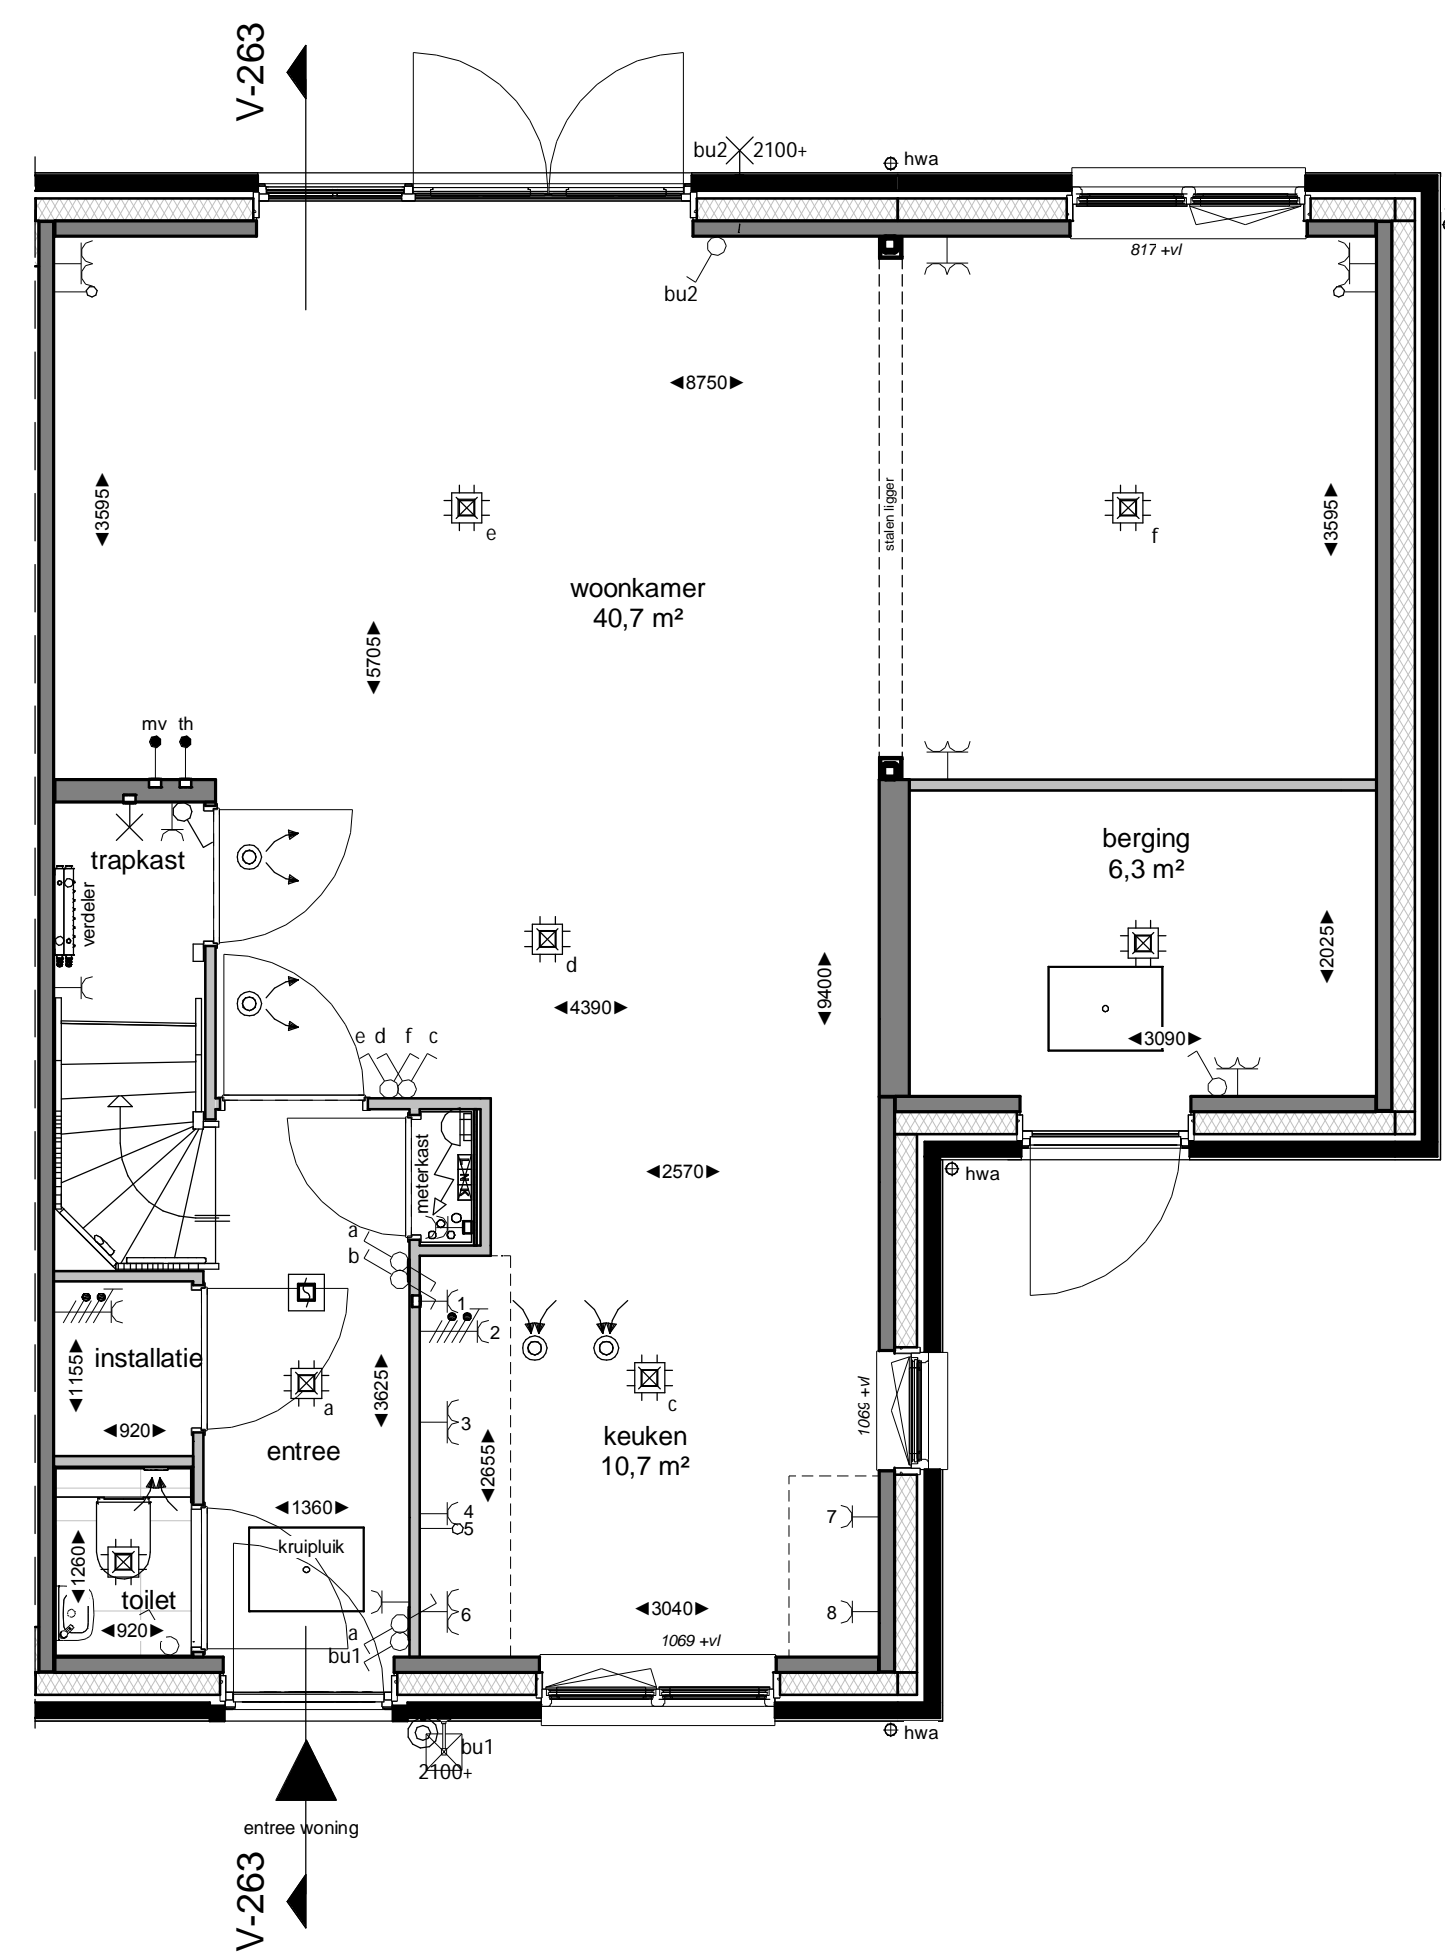 V-263
bu2
2100+
hwa
817 +vl
bu2
8750
3595
e
stalen ligger
f
3595
woonkamer
40,7 m²
5705
mv th
trapkast
verdeler
berging
6,3 m²
2025
d
9400
4390
3090
e d f c
meterkast
2570
hwa
a
b
1
2
installatie
1155
920
a
3625
c
1069 +vl
entree
3
2655
keuken
10,7 m²
1360
4
5
7
kruipluik
1260
toilet
920
6
3040
8
a
bu1
1069 +vl
hwa
bu1
2100+
entree woning
V-263